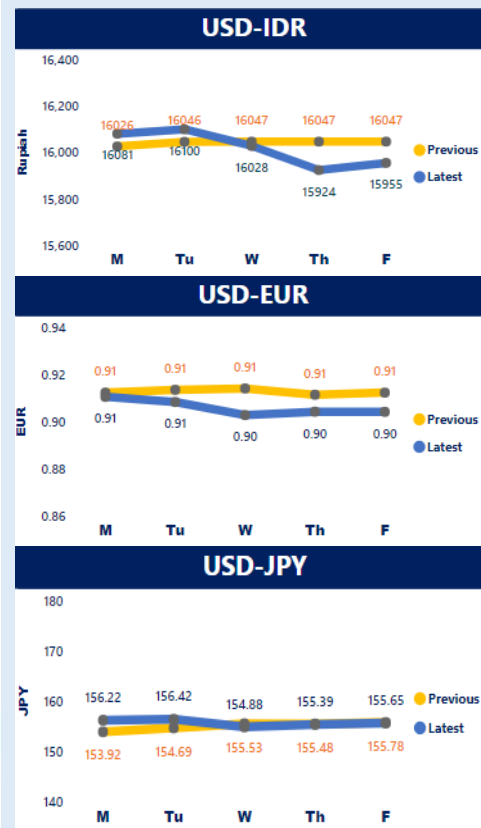 USD-IDR
16,400
16,200
16,000
15,800
15,600
Rupiah
16026 16046 16047 16047 16047
16081 16100 16028 15924 15955
Previous
Latest
M Tu W Th F
USD-EUR
0.94
0.92
0.90
0.88
0.86
EUR
0.91 0.91 0.91 0.91 0.91
0.91 0.91 0.90 0.90 0.90
Previous
Latest
M Tu W Th F
USD-JPY
180
170
160
150
140
JPY
156.22 156.42 154.88 155.39 155.65
153.92 154.69 155.53 155.48 155.78
Previous
Latest
M Tu W Th F